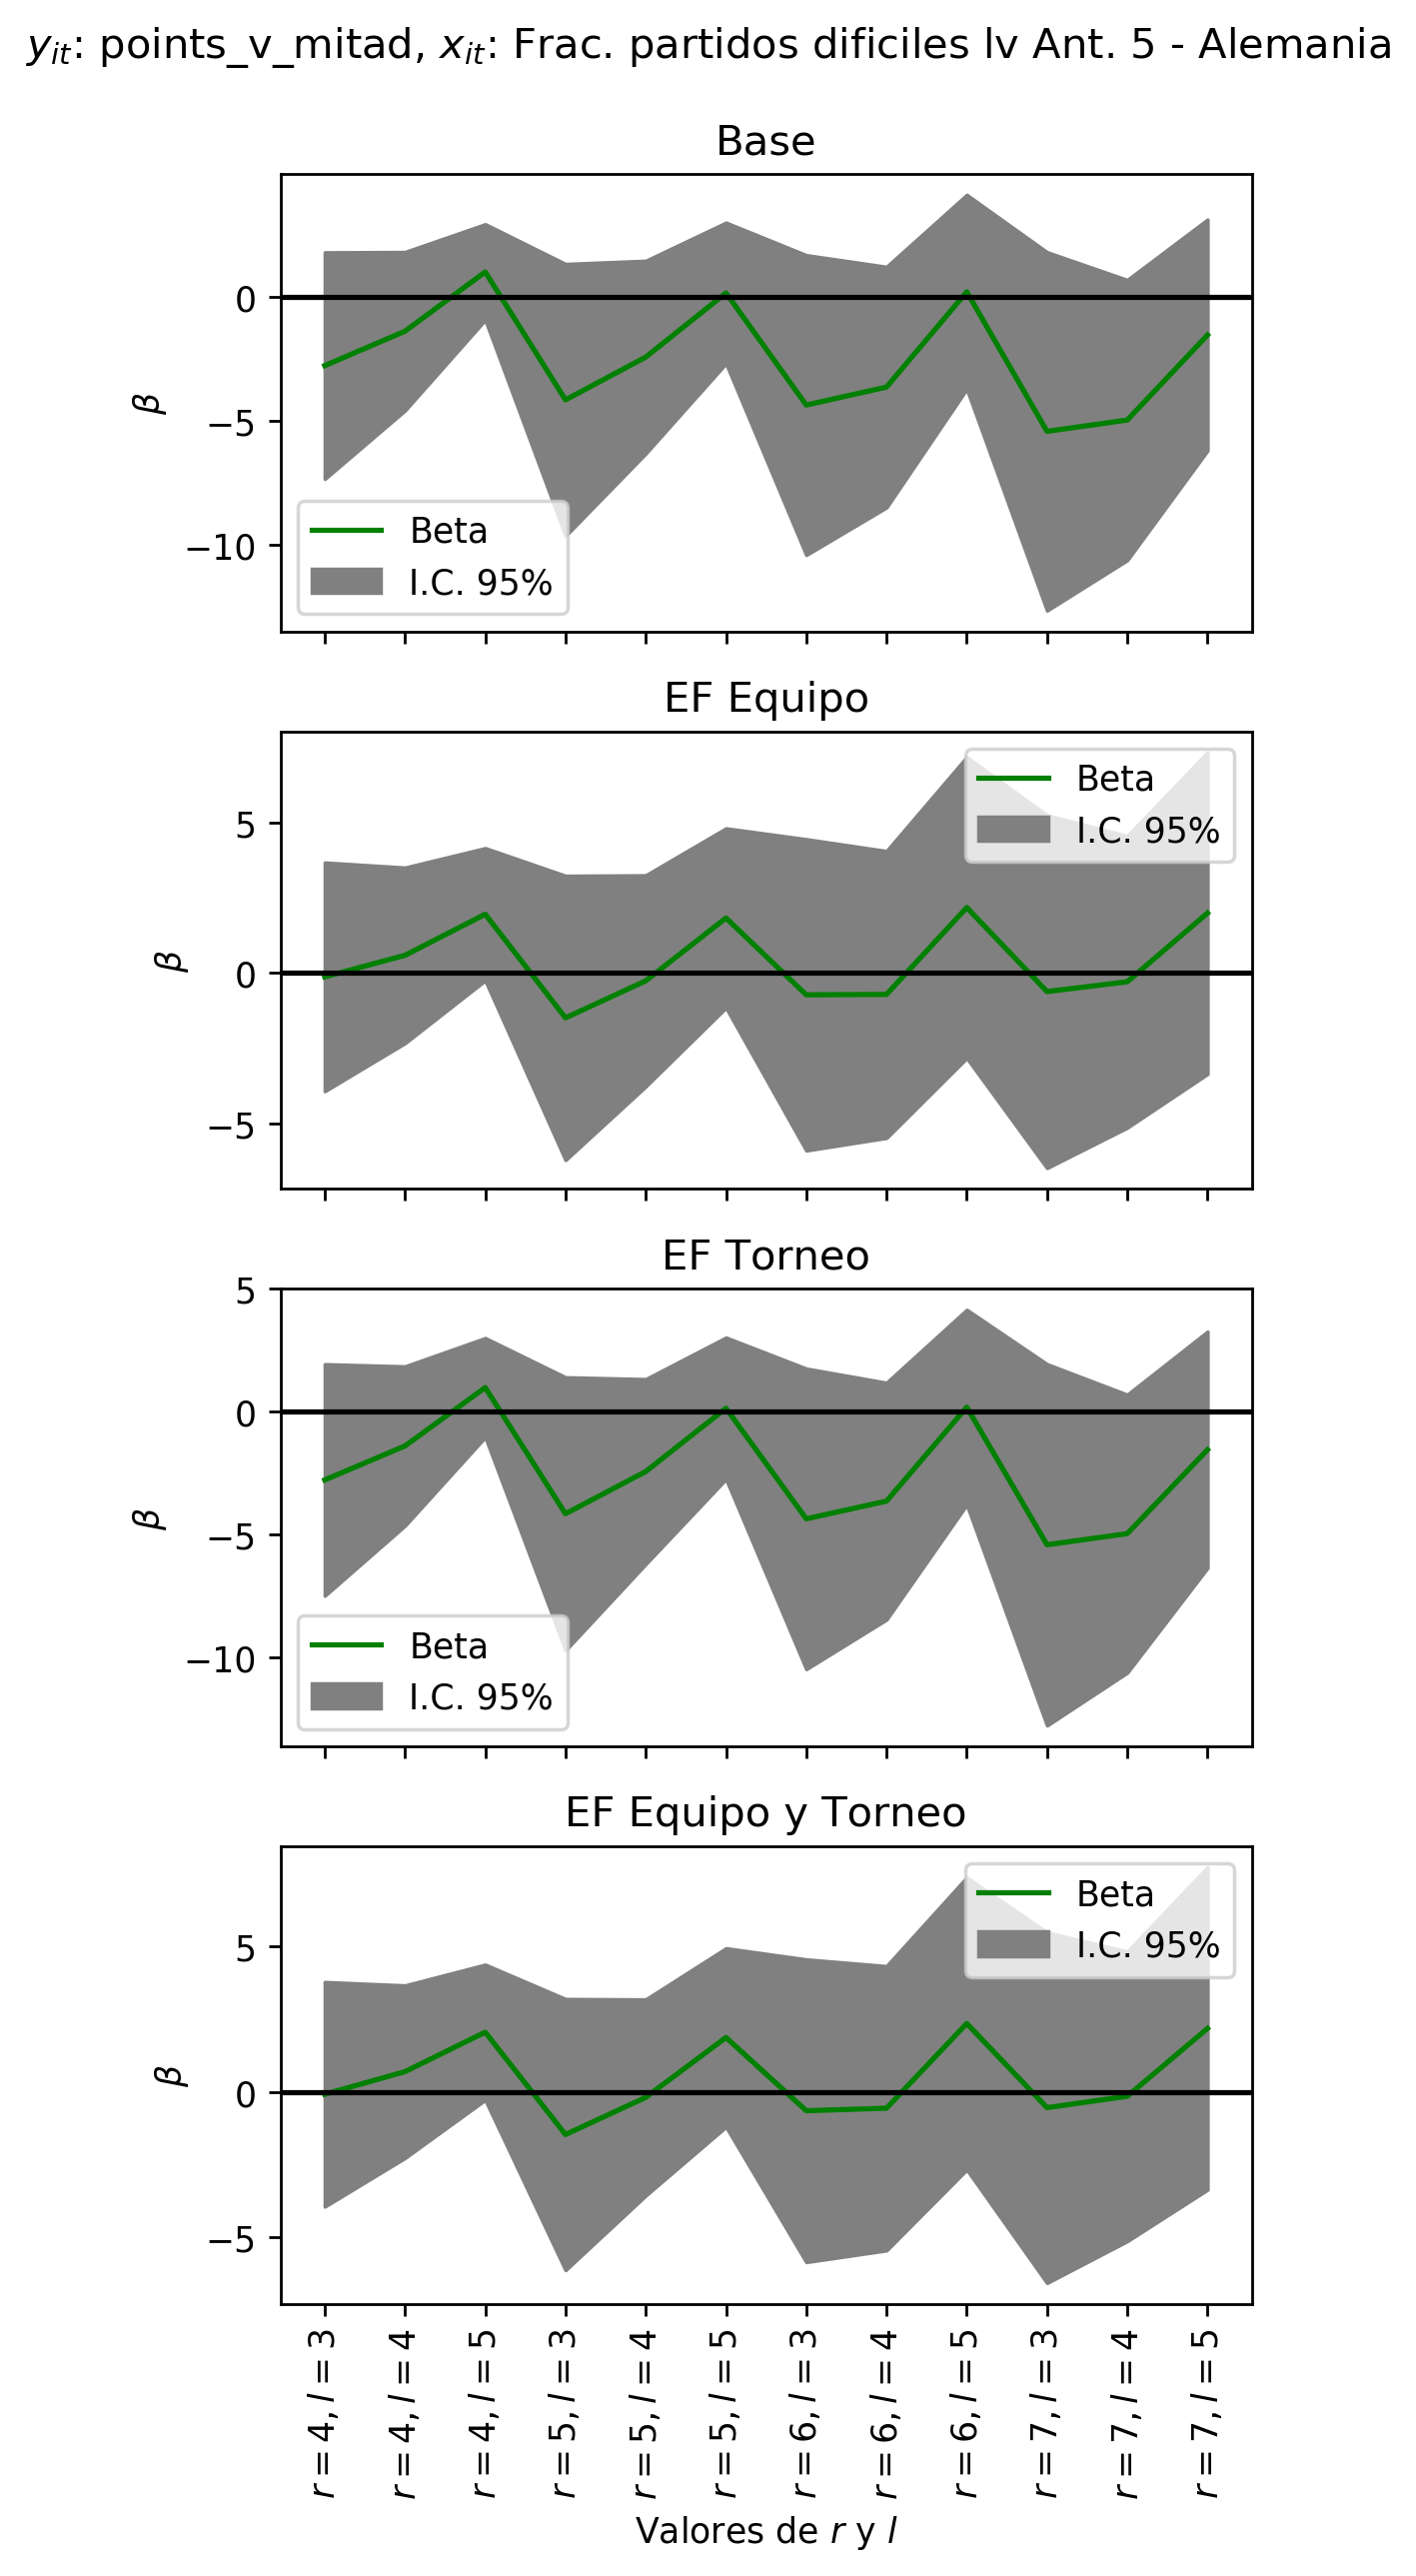 y_it: points_v_mitad, x_it: Frac. partidos dificiles lv Ant. 5 - Alemania
Base
0
−5
−10
β
Beta
I.C. 95%
EF Equipo
5
0
−5
β
Beta
I.C. 95%
EF Torneo
5
0
−5
−10
β
Beta
I.C. 95%
EF Equipo y Torneo
5
0
−5
β
Beta
I.C. 95%
r = 4, l = 3
r = 4, l = 4
r = 4, l = 5
r = 5, l = 3
r = 5, l = 4
r = 5, l = 5
r = 6, l = 3
r = 6, l = 4
r = 6, l = 5
r = 7, l = 3
r = 7, l = 4
r = 7, l = 5
Valores de r y l